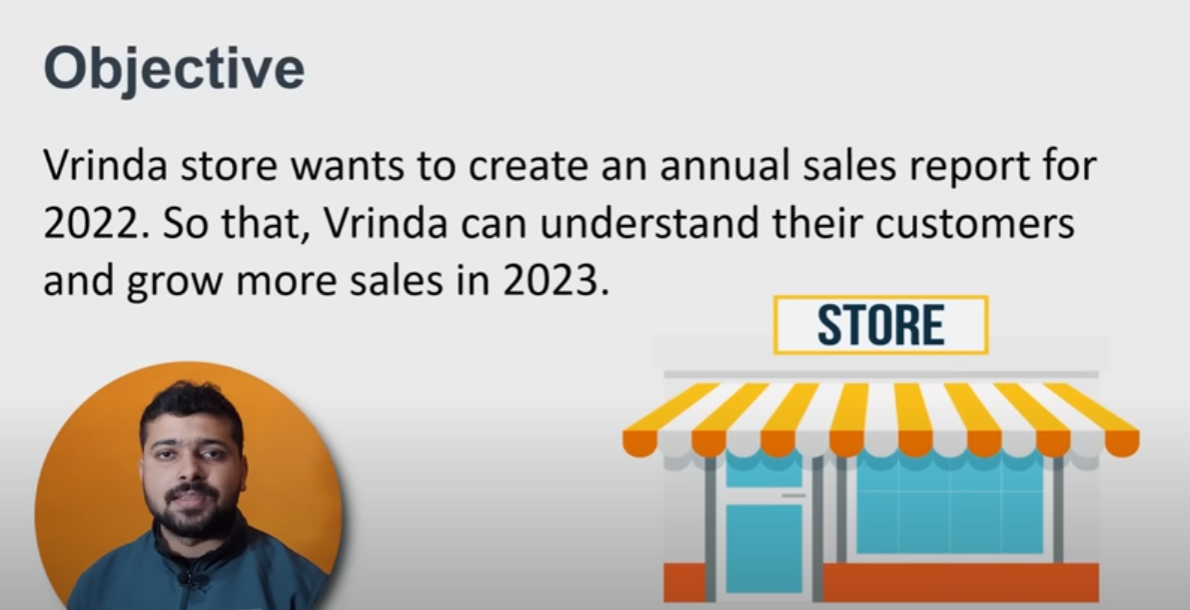 Objective
Vrinda store wants to create an annual sales report for
2022. So that, Vrinda can understand their customers
and grow more sales in 2023.
STORE